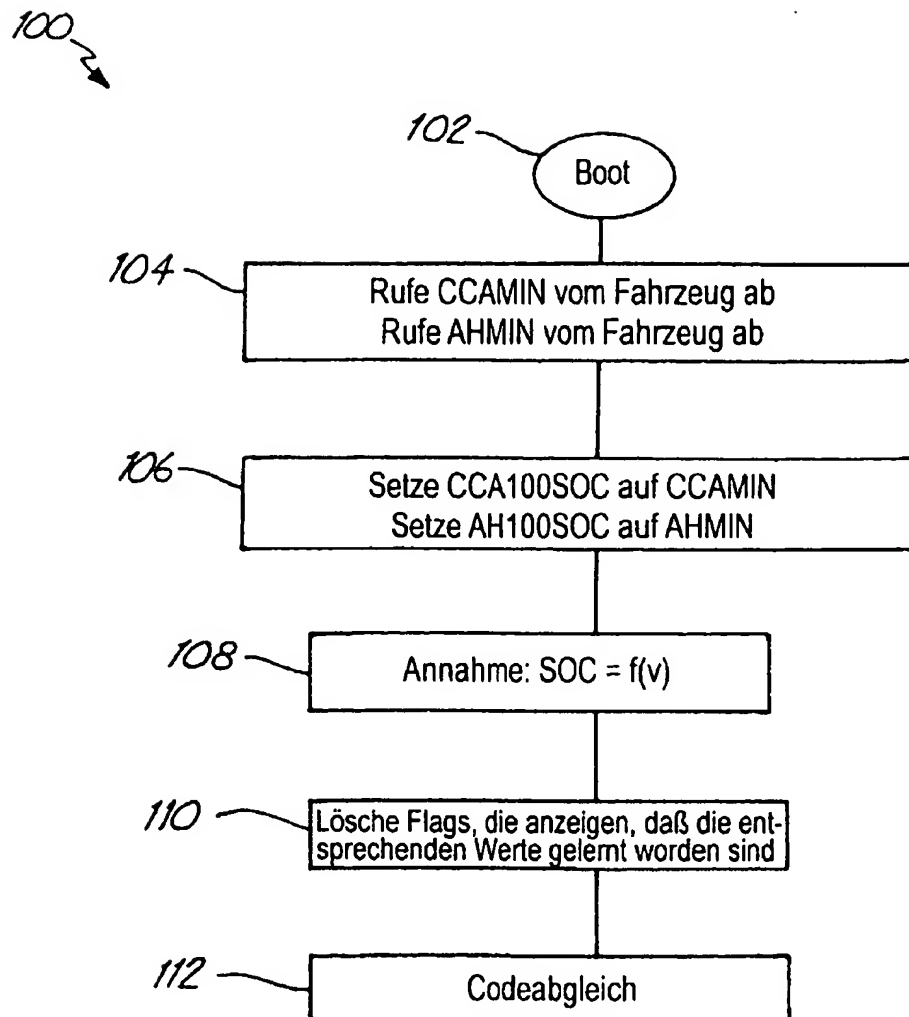 100
102
Boot
104
Rufe CCAMIN vom Fahrzeug ab
Rufe AHMIN vom Fahrzeug ab
106
Setze CCA100SOC auf CCAMIN
Setze AH100SOC auf AHMIN
108
Annahme: SOC = f(v)
110
Lösche Flags, die anzeigen, daß die ent-
sprechenden Werte gelernt worden sind
112
Codeabgleich